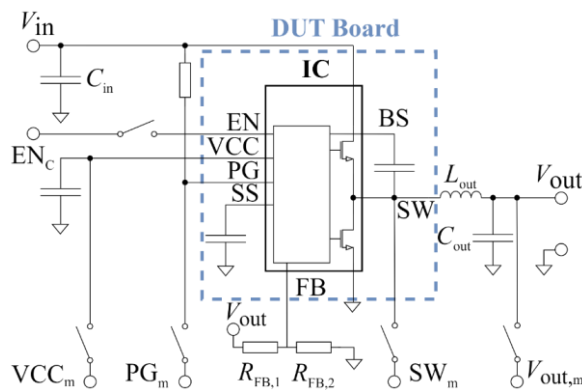 V_in
DUT Board
C_in
IC
EN
BS
EN_C
VCC
PG
L_out
V_out
SS
SW
C_out
FB
V_out
VCC_m
PG_m
R_FB,1
R_FB,2
SW_m
V_out,m